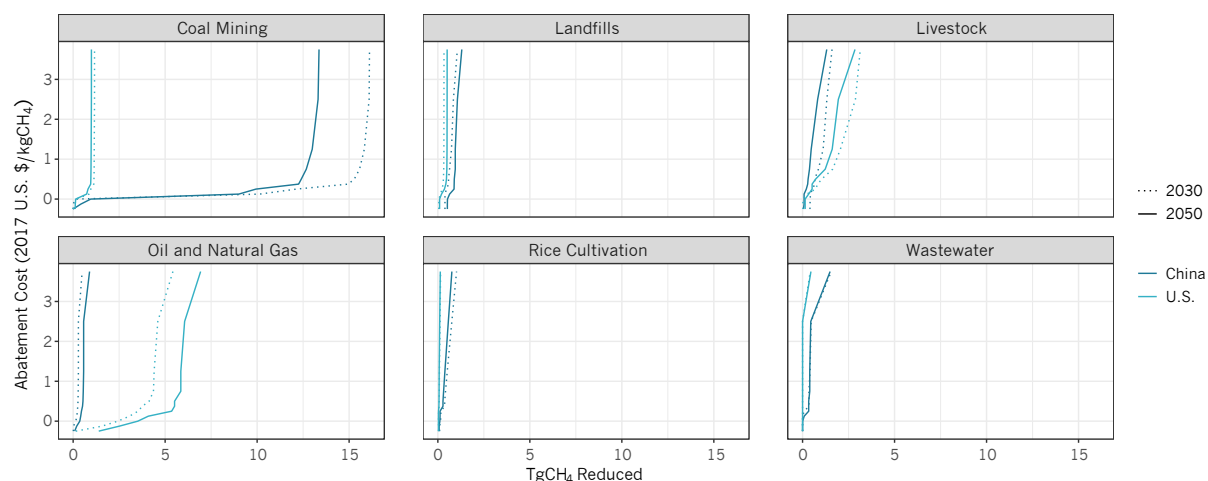 Coal Mining
Landfills
Livestock
Abatement Cost (2017 U.S. $/kgCH₄)
3
2
1
0
2030
2050
Oil and Natural Gas
Rice Cultivation
Wastewater
China
U.S.
3
2
1
0
0 5 10 15 0 5 10 15 0 5 10 15
TgCH₄ Reduced